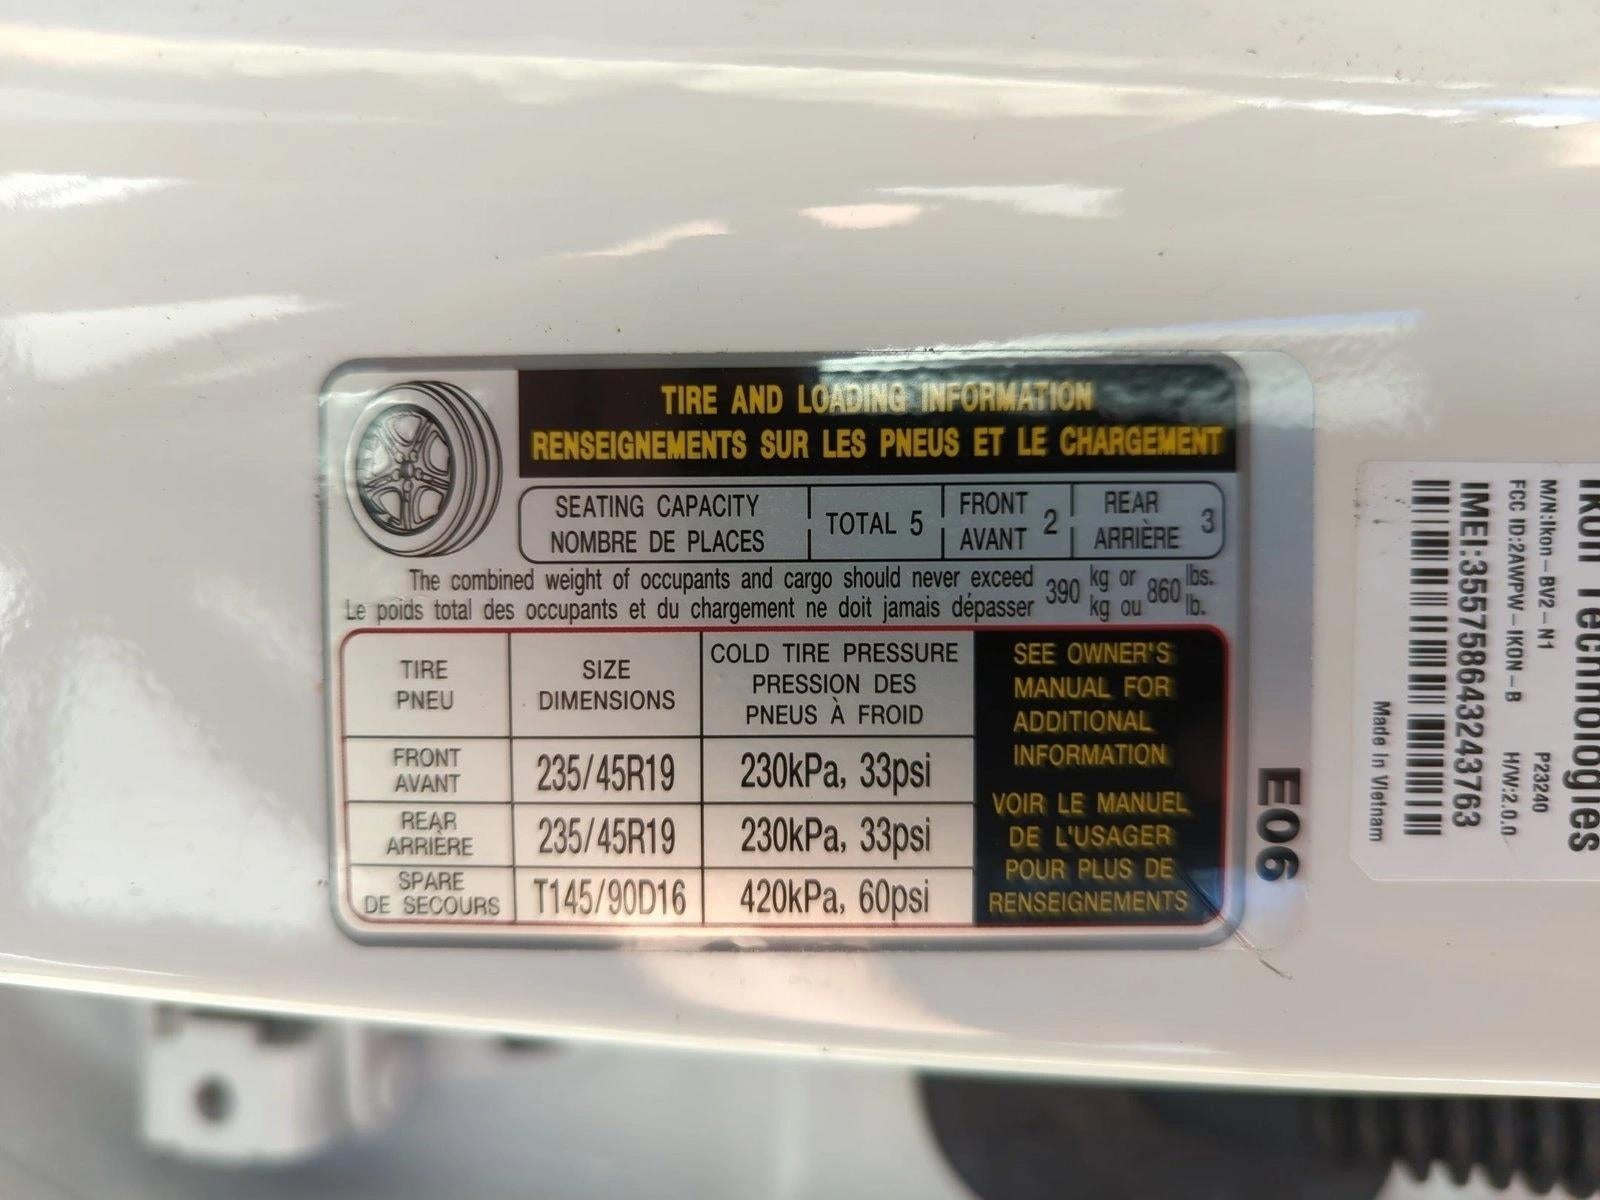 TIRE AND LOADING INFORMATION
RENSEIGNEMENTS SUR LES PNEUS ET LE CHARGEMENT
SEATING CAPACITY
NOMBRE DE PLACES
TOTAL 5
FRONT
AVANT
2
REAR
ARRIÈRE
3
The combined weight of occupants and cargo should never exceed 390 kg or 860 lbs.
Le poids total des occupants et du chargement ne doit jamais dépasser 390 kg ou 860 lb.
TIRE
PNEU
SIZE
DIMENSIONS
COLD TIRE PRESSURE
PRESSION DES
PNEUS À FROID
FRONT
AVANT
235/45R19
230kPa, 33psi
REAR
ARRIÈRE
235/45R19
230kPa, 33psi
SPARE
DE SECOURS
T145/90D16
420kPa, 60psi
SEE OWNER'S
MANUAL FOR
ADDITIONAL
INFORMATION
VOIR LE MANUEL
DE L'USAGER
POUR PLUS DE
RENSEIGNEMENTS
E06
Ikon Technologies
M/N:Ikon-BV2-N1 P23240
FCC ID:2AWPW-IKON-B H/W:2.0.0
IMEI:355758643243763
Made in Vietnam